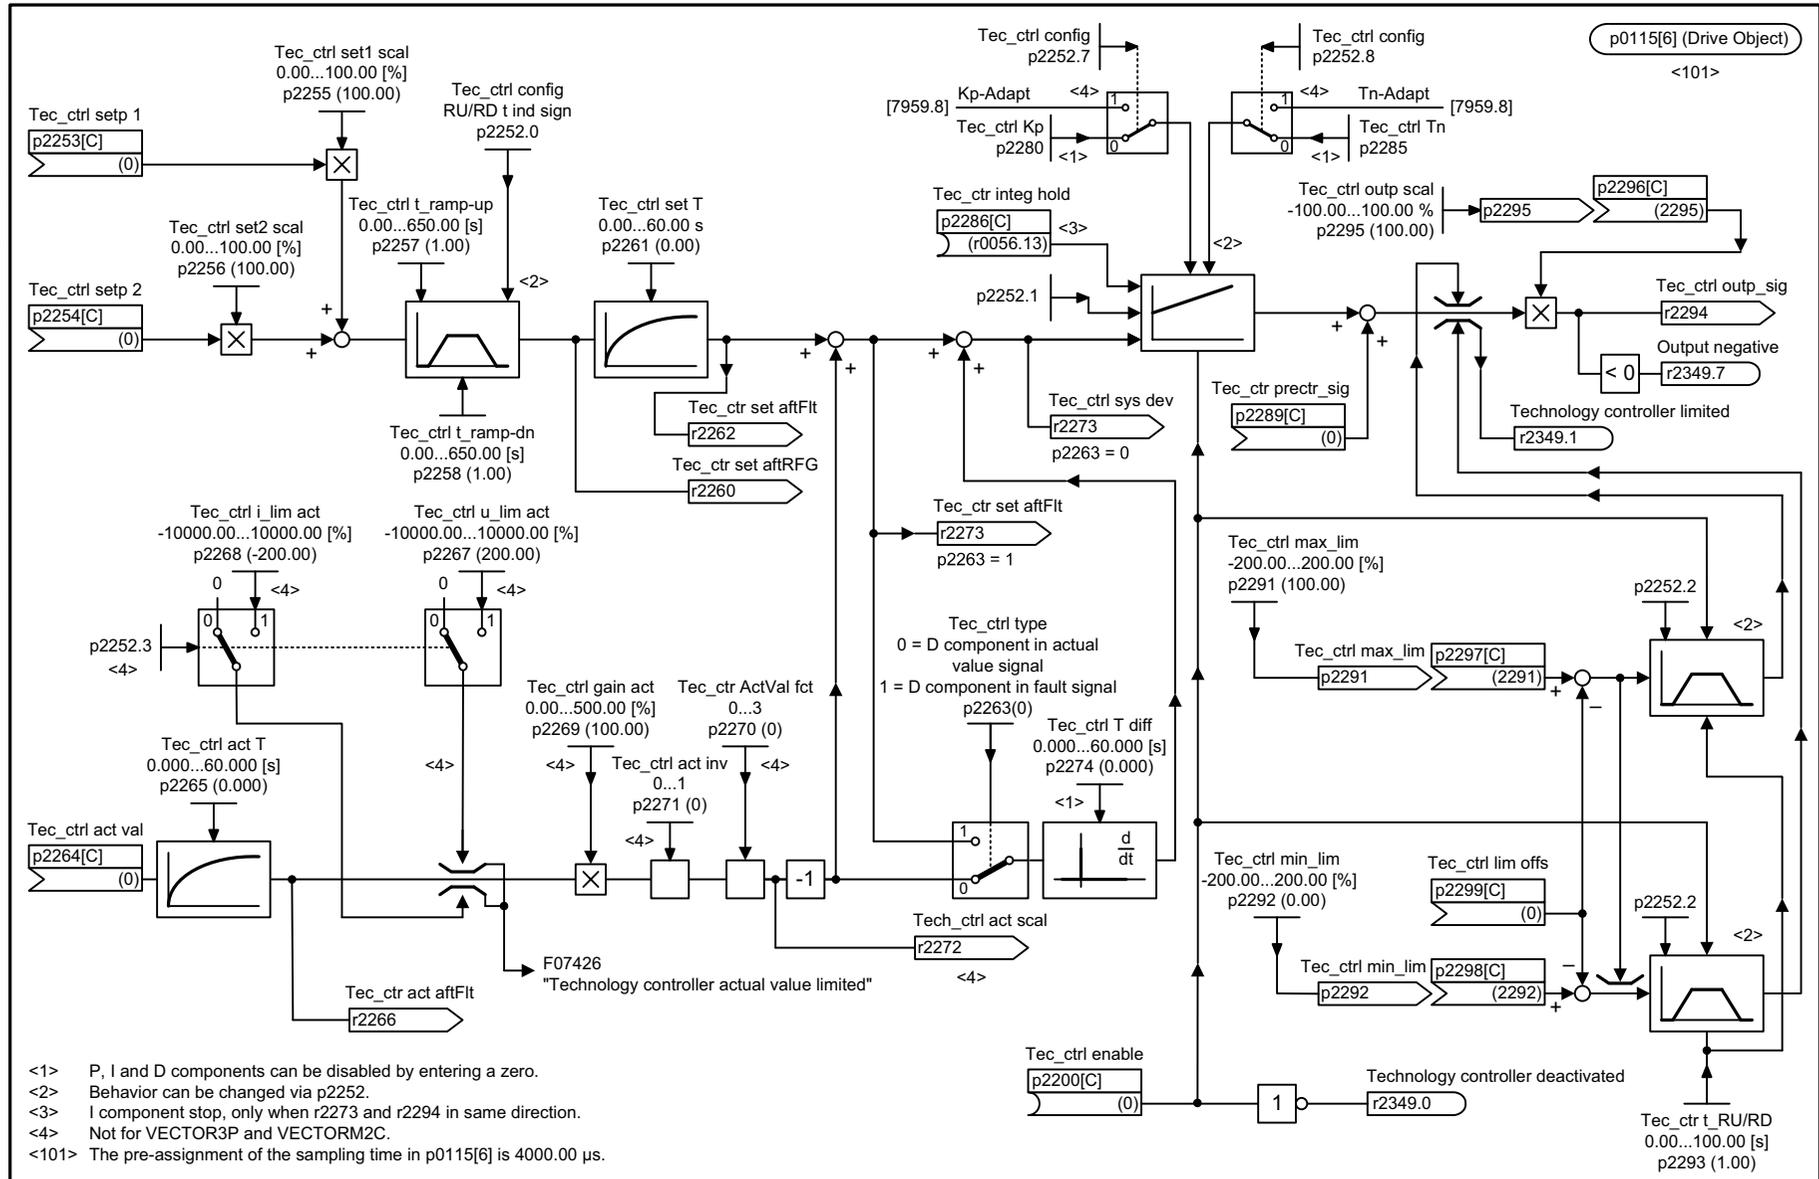 Tec_ctrl set1 scal
0.00...100.00 [%]
p2255 (100.00)
Tec_ctrl config
RU/RD t ind sign
p2252.0
Tec_ctrl config
p2252.7
Tec_ctrl config
p2252.8
p0115[6] (Drive Object)
<101>
Tec_ctrl setp 1
p2253[C]
(0)
Kp-Adapt
<4>
[7959.8]
1
Tec_ctrl Kp
p2280
<1>
0
<4>
Tn-Adapt
[7959.8]
1
Tec_ctrl Tn
p2285
<1>
0
Tec_ctrl set2 scal
0.00...100.00 [%]
p2256 (100.00)
Tec_ctrl t_ramp-up
0.00...650.00 [s]
p2257 (1.00)
Tec_ctrl set T
0.00...60.00 s
p2261 (0.00)
Tec_ctr integ hold
p2286[C]
(r0056.13)
<3>
<2>
Tec_ctrl outp scal
-100.00...100.00 %
p2295 (100.00)
p2295
p2296[C]
(2295)
Tec_ctrl setp 2
p2254[C]
(0)
+
+
<2>
p2252.1
+
+
+
+
+
+
Tec_ctrl outp_sig
r2294
Output negative
< 0
r2349.7
Tec_ctr set aftFlt
r2262
Tec_ctrl sys dev
r2273
p2263 = 0
Tec_ctr prectr_sig
p2289[C]
(0)
Technology controller limited
r2349.1
Tec_ctrl t_ramp-dn
0.00...650.00 [s]
p2258 (1.00)
Tec_ctr set aftRFG
r2260
Tec_ctrl i_lim act
-10000.00...10000.00 [%]
p2268 (-200.00)
Tec_ctrl u_lim act
-10000.00...10000.00 [%]
p2267 (200.00)
Tec_ctr set aftFlt
r2273
p2263 = 1
Tec_ctrl max_lim
-200.00...200.00 [%]
p2291 (100.00)
0
<4>
0
1
0
<4>
0
1
p2252.3
<4>
p2252.2
<2>
Tec_ctrl type
0 = D component in actual
value signal
1 = D component in fault signal
p2263(0)
Tec_ctrl max_lim
p2291
p2297[C]
(2291)
+
–
Tec_ctrl gain act
0.00...500.00 [%]
p2269 (100.00)
Tec_ctr ActVal fct
0...3
p2270 (0)
Tec_ctrl T diff
0.000...60.000 [s]
p2274 (0.000)
Tec_ctrl act T
0.000...60.000 [s]
p2265 (0.000)
<4>
<4>
Tec_ctrl act inv
0...1
p2271 (0)
<4>
<4>
<1>
Tec_ctrl act val
p2264[C]
(0)
-1
1
0
d
dt
Tec_ctrl min_lim
-200.00...200.00 [%]
p2292 (0.00)
Tec_ctrl lim offs
p2299[C]
(0)
p2252.2
<2>
Tech_ctrl act scal
r2272
<4>
F07426
"Technology controller actual value limited"
Tec_ctrl min_lim
p2292
p2298[C]
(2292)
–
+
Tec_ctr act aftFlt
r2266
Tec_ctrl enable
p2200[C]
(0)
1
Technology controller deactivated
r2349.0
Tec_ctr t_RU/RD
0.00...100.00 [s]
p2293 (1.00)
<1> P, I and D components can be disabled by entering a zero.
<2> Behavior can be changed via p2252.
<3> I component stop, only when r2273 and r2294 in same direction.
<4> Not for VECTOR3P and VECTORM2C.
<101> The pre-assignment of the sampling time in p0115[6] is 4000.00 µs.